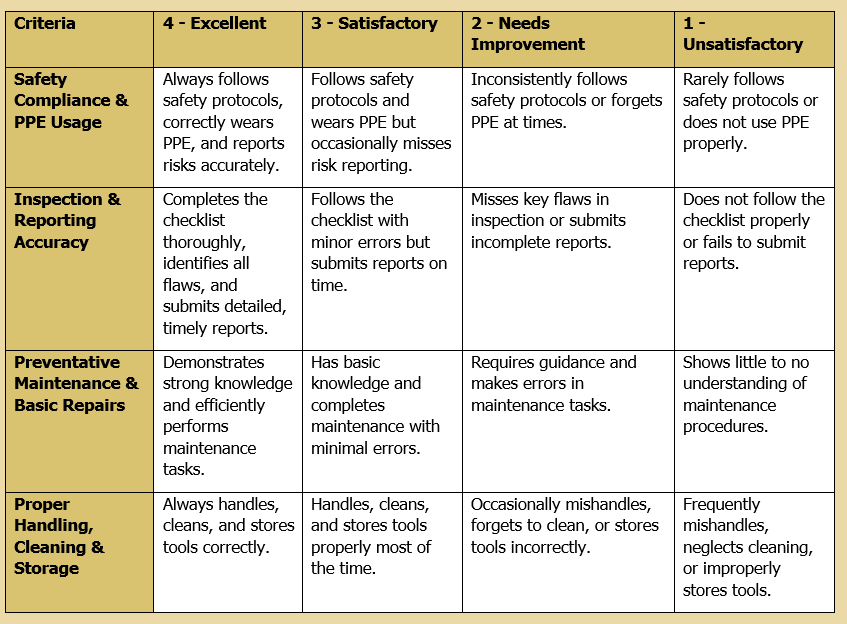 Criteria
4 - Excellent
3 - Satisfactory
2 - Needs
Improvement
1 -
Unsatisfactory
Safety
Compliance &
PPE Usage
Always follows
safety protocols,
correctly wears
PPE, and reports
risks accurately.
Follows safety
protocols and
wears PPE but
occasionally misses
risk reporting.
Inconsistently follows
safety protocols or forgets
PPE at times.
Rarely follows
safety protocols or
does not use PPE
properly.
Inspection &
Reporting
Accuracy
Completes the
checklist
thoroughly,
identifies all
flaws, and
submits detailed,
timely reports.
Follows the
checklist with
minor errors but
submits reports on
time.
Misses key flaws in
inspection or submits
incomplete reports.
Does not follow the
checklist properly
or fails to submit
reports.
Preventative
Maintenance &
Basic Repairs
Demonstrates
strong knowledge
and efficiently
performs
maintenance
tasks.
Has basic
knowledge and
completes
maintenance with
minimal errors.
Requires guidance and
makes errors in
maintenance tasks.
Shows little to no
understanding of
maintenance
procedures.
Proper
Handling,
Cleaning &
Storage
Always handles,
cleans, and stores
tools correctly.
Handles, cleans,
and stores tools
properly most of
the time.
Occasionally mishandles,
forgets to clean, or stores
tools incorrectly.
Frequently
mishandles,
neglects cleaning,
or improperly
stores tools.